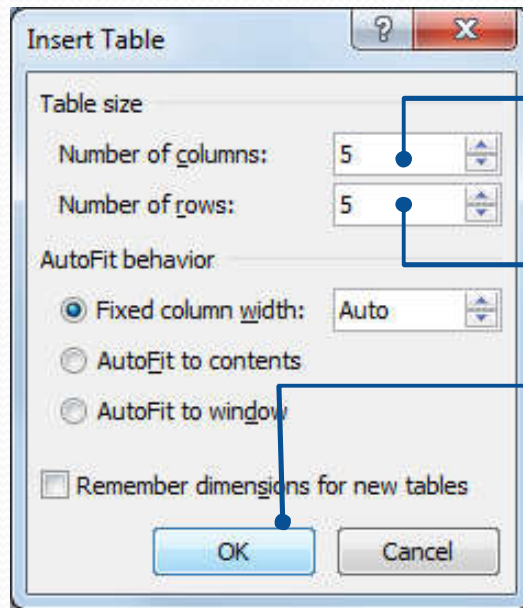 Insert Table
?
Table size
Number of columns: 5
Number of rows: 5
AutoFit behavior
Fixed column width: Auto
AutoFit to contents
AutoFit to window
Remember dimensions for new tables
OK Cancel